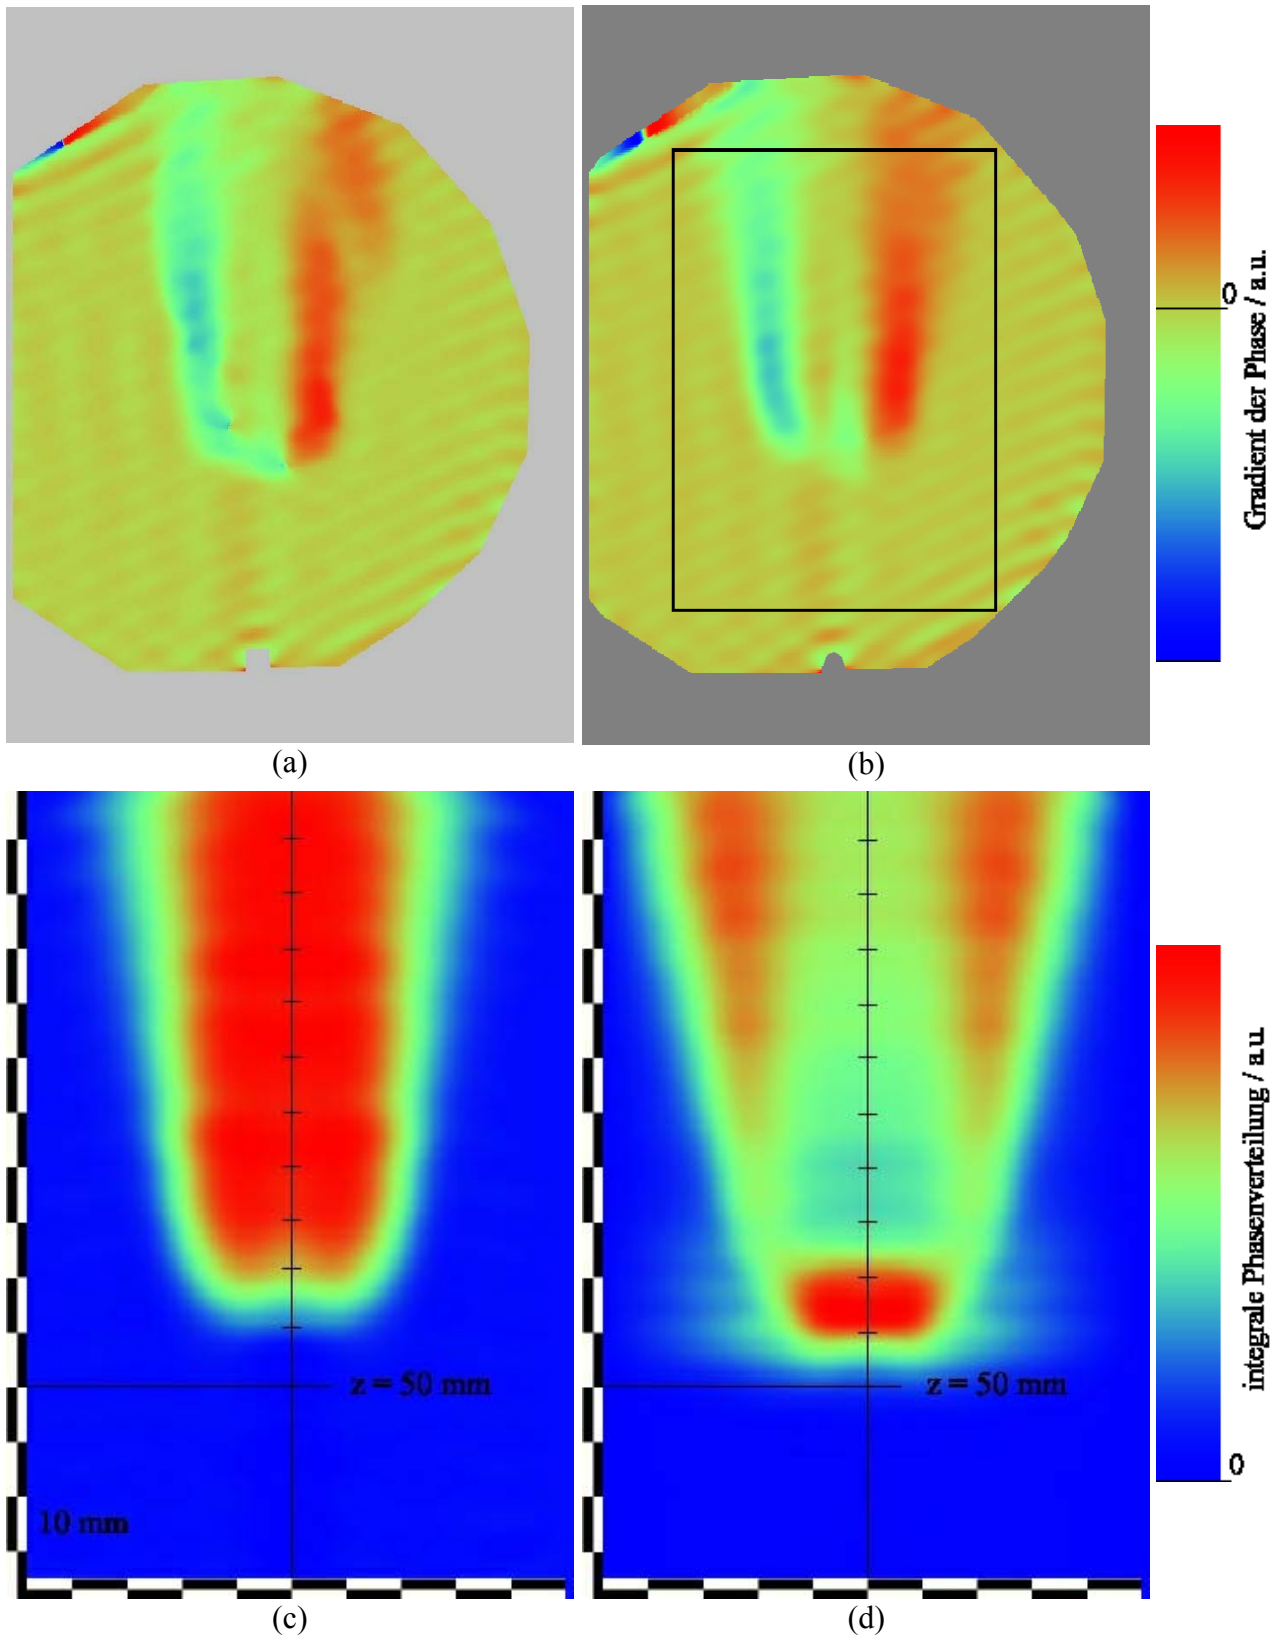 0
Gradient der Phase / a.u.
(a)
(b)
z = 50 mm
z = 50 mm
10 mm
integrale Phasenverteilung / a.u.
0
(c)
(d)